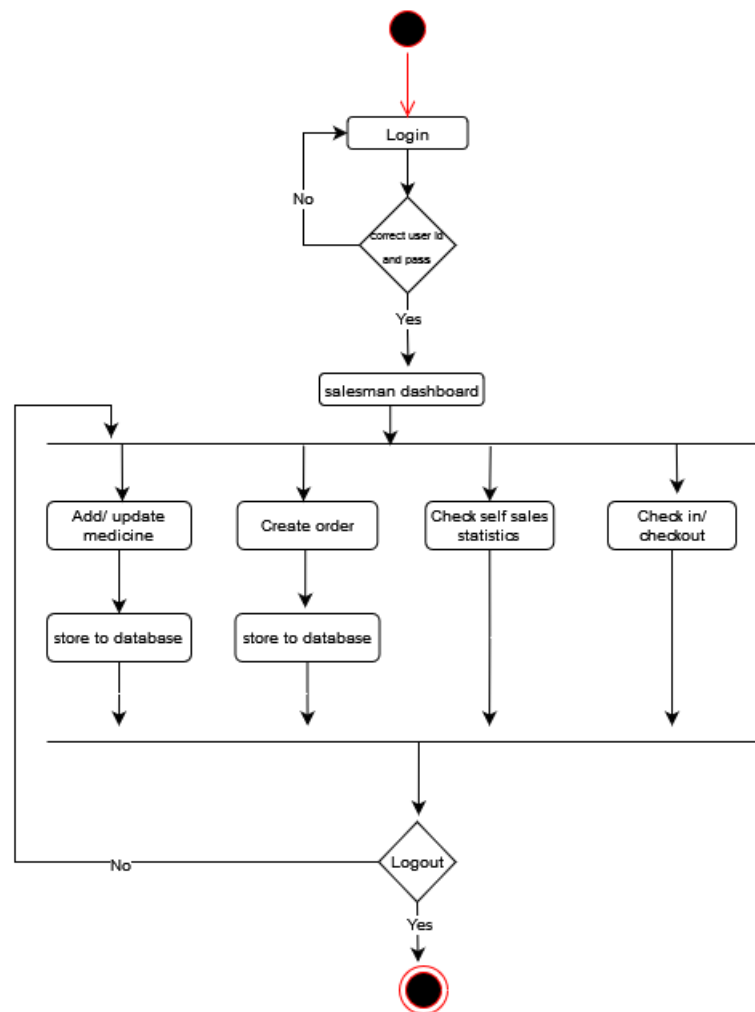 Login
No
correct user Id
and pass
Yes
salesman dashboard
Add/ update
medicine
Create order
Check self sales
statistics
Check in/
checkout
store to database
store to database
Logout
No
Yes